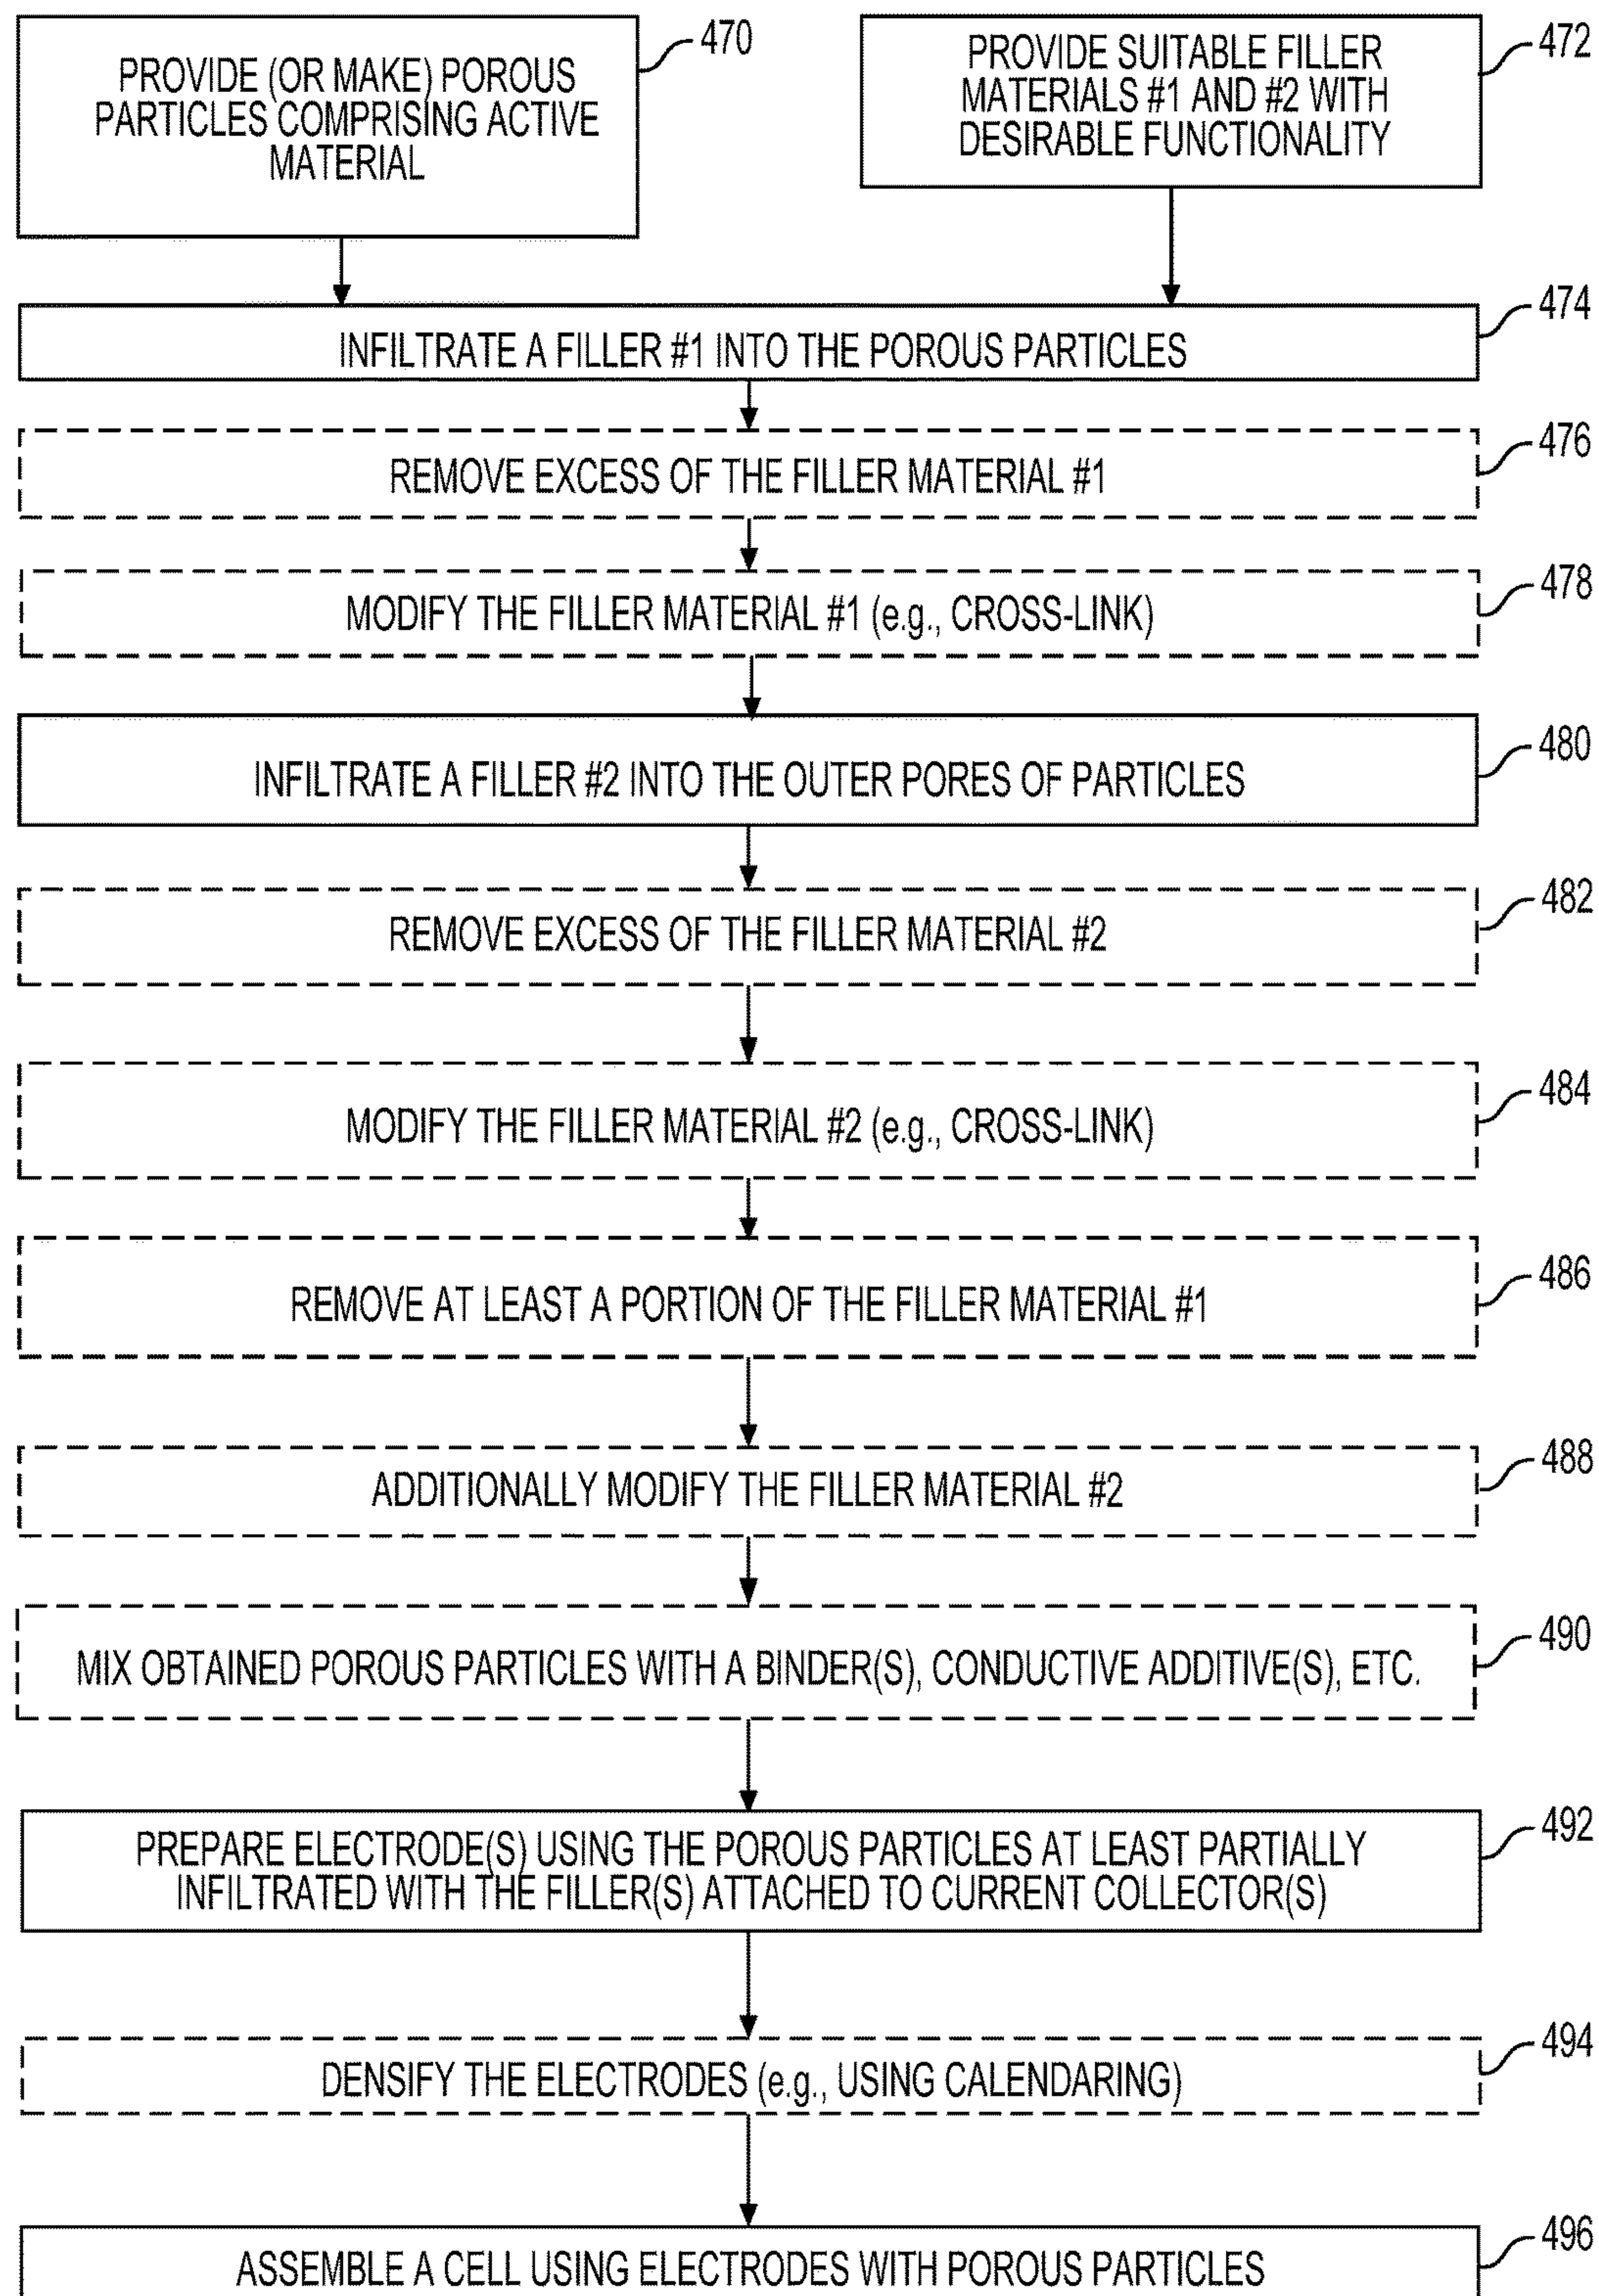 PROVIDE (OR MAKE) POROUS
PARTICLES COMPRISING ACTIVE
MATERIAL
470
PROVIDE SUITABLE FILLER
MATERIALS #1 AND #2 WITH
DESIRABLE FUNCTIONALITY
472
INFILTRATE A FILLER #1 INTO THE POROUS PARTICLES
474
REMOVE EXCESS OF THE FILLER MATERIAL #1
476
MODIFY THE FILLER MATERIAL #1 (e.g., CROSS-LINK)
478
INFILTRATE A FILLER #2 INTO THE OUTER PORES OF PARTICLES
480
REMOVE EXCESS OF THE FILLER MATERIAL #2
482
MODIFY THE FILLER MATERIAL #2 (e.g., CROSS-LINK)
484
REMOVE AT LEAST A PORTION OF THE FILLER MATERIAL #1
486
ADDITIONALLY MODIFY THE FILLER MATERIAL #2
488
MIX OBTAINED POROUS PARTICLES WITH A BINDER(S), CONDUCTIVE ADDITIVE(S), ETC.
490
PREPARE ELECTRODE(S) USING THE POROUS PARTICLES AT LEAST PARTIALLY
INFILTRATED WITH THE FILLER(S) ATTACHED TO CURRENT COLLECTOR(S)
492
DENSIFY THE ELECTRODES (e.g., USING CALENDARING)
494
ASSEMBLE A CELL USING ELECTRODES WITH POROUS PARTICLES
496